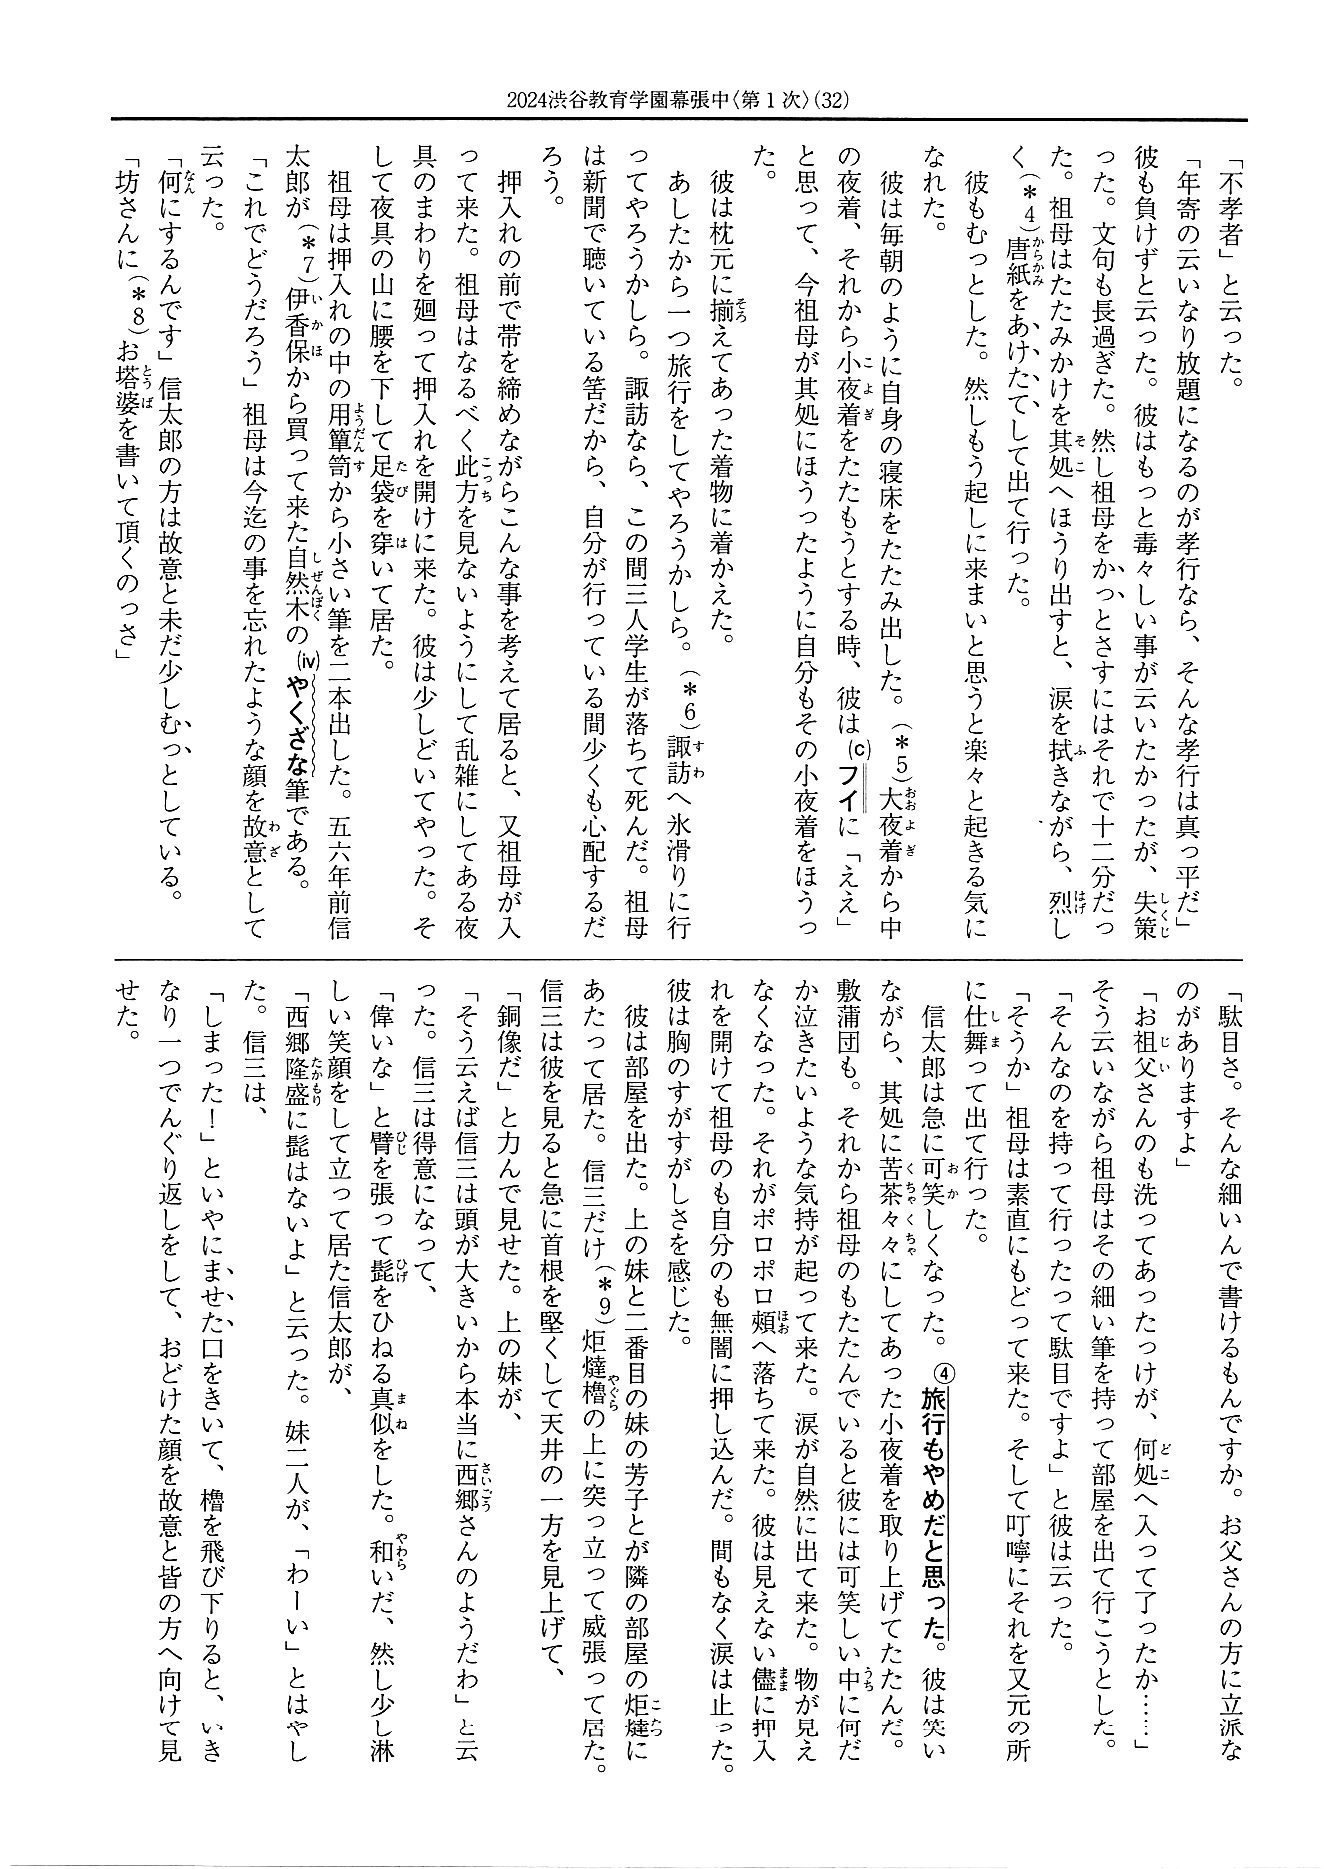 2024渋谷教育学園幕張中〈第１次〉(32)
「不孝者」と云った。
「年寄の云いなり放題になるのが孝行なら、そんな孝行は真っ平だ」
彼も負けずと云った。彼はもっと毒々しい事が云いたかったが、失策
った。文句も長過ぎた。然し祖母をかっとさすにはそれで十二分だっ
た。祖母はたたみかけを其処へほうり出すと、涙を拭きながら、烈し
く（＊４）唐紙をあけたてして出て行った。
彼もむっとした。然しもう起しに来まいと思うと楽々と起きる気に
なれた。
彼は毎朝のように自身の寝床をたたみ出した。（＊５）大夜着から中
の夜着、それから小夜着をたたもうとする時、彼は(c)フイに「ええ」
と思って、今祖母が其処にほうったように自分もその小夜着をほうっ
た。
彼は枕元に揃えてあった着物に着かえた。
あしたから一つ旅行をしてやろうかしら。（＊６）諏訪へ氷滑りに行
ってやろうかしら。諏訪なら、この間三人学生が落ちて死んだ。祖母
は新聞で聴いている筈だから、自分が行っている間少くも心配するだ
ろう。
押入れの前で帯を締めながらこんな事を考えて居ると、又祖母が入
って来た。祖母はなるべく此方を見ないようにして乱雑にしてある夜
具のまわりを廻って押入れを開けに来た。彼は少しどいてやった。そ
して夜具の山に腰を下して足袋を穿いて居た。
祖母は押入れの中の用簞笥から小さい筆を二本出した。五六年前信
太郎が（＊７）伊香保から買って来た自然木の(ⅳ)やくざな筆である。
「これでどうだろう」祖母は今迄の事を忘れたような顔を故意として
云った。
「何にするんです」信太郎の方は故意と未だ少しむっとしている。
「坊さんに（＊８）お塔婆を書いて頂くのっさ」
「駄目さ。そんな細いんで書けるもんですか。お父さんの方に立派な
のがありますよ」
「お祖父さんのも洗ってあったっけが、何処へ入って了ったか……」
そう云いながら祖母はその細い筆を持って部屋を出て行こうとした。
「そんなのを持って行ったって駄目ですよ」と彼は云った。
「そうか」祖母は素直にもどって来た。そして叮嚀にそれを又元の所
に仕舞って出て行った。
信太郎は急に可笑しくなった。④旅行もやめだと思った。彼は笑い
ながら、其処に苦茶々々にしてあった小夜着を取り上げてたたんだ。
敷蒲団も。それから祖母のもたたんでいると彼には可笑しい中に何だ
か泣きたいような気持が起って来た。涙が自然に出て来た。物が見え
なくなった。それがポロポロ頰へ落ちて来た。彼は見えない儘に押入
れを開けて祖母のも自分のも無闇に押し込んだ。間もなく涙は止った。
彼は胸のすがすがしさを感じた。
彼は部屋を出た。上の妹と二番目の妹の芳子とが隣の部屋の炬燵に
あたって居た。信三だけ（＊９）炬燵櫓の上に突っ立って威張って居た。
信三は彼を見ると急に首根を堅くして天井の一方を見上げて、
「銅像だ」と力んで見せた。上の妹が、
「そう云えば信三は頭が大きいから本当に西郷さんのようだわ」と云
った。信三は得意になって、
「偉いな」と臂を張って髭をひねる真似をした。和いだ、然し少し淋
しい笑顔をして立って居た信太郎が、
「西郷隆盛に髭はないよ」と云った。妹二人が、「わーい」とはやし
た。信三は、
「しまった！」といやにませた口をきいて、櫓を飛び下りると、いき
なり一つでんぐり返しをして、おどけた顔を故意と皆の方へ向けて見
せた。